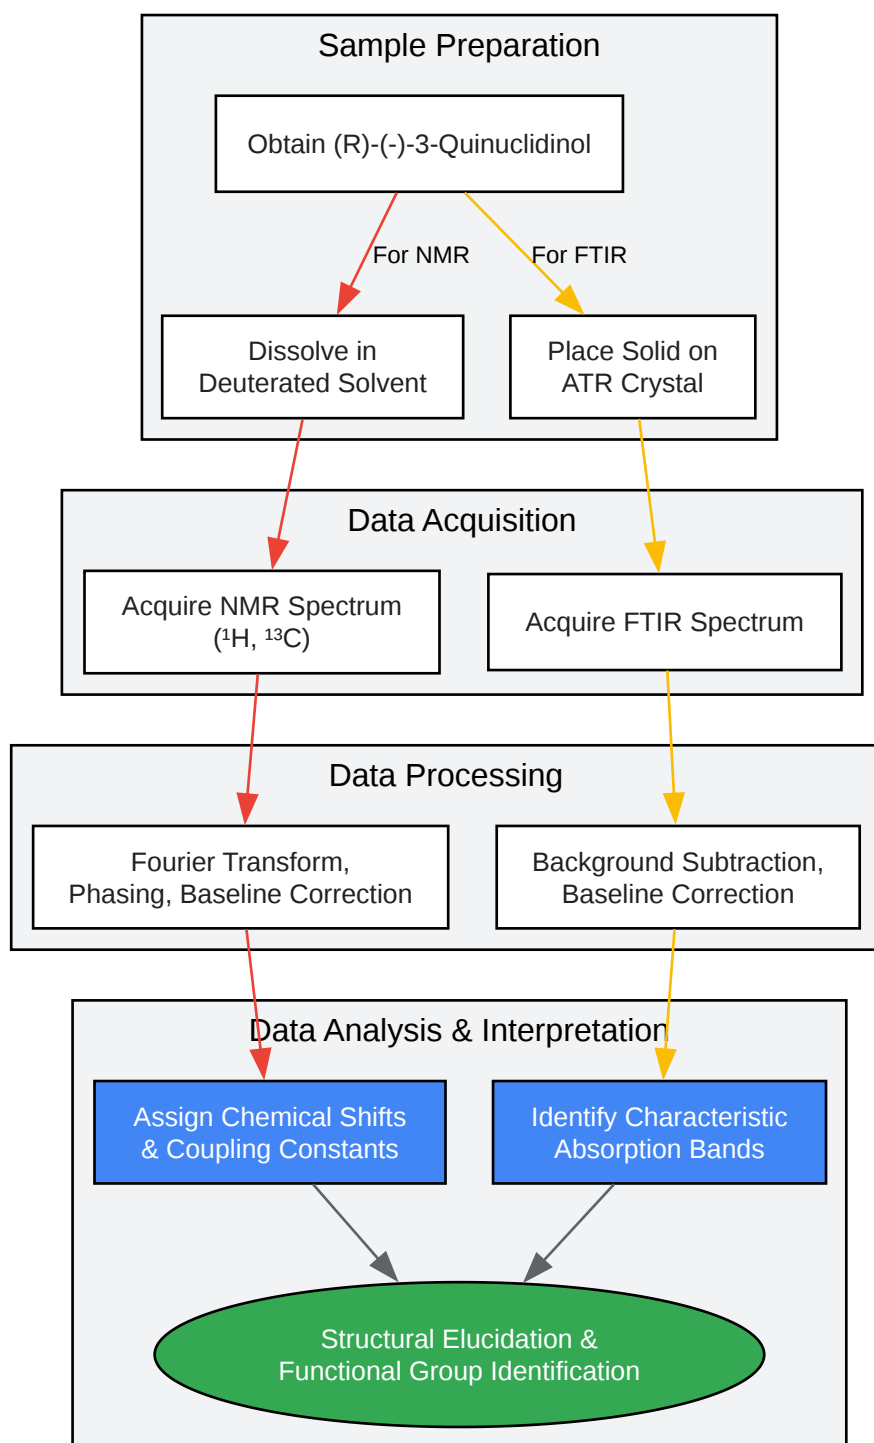 Sample Preparation
Obtain (R)-(-)-3-Quinuclidinol
For NMR
For FTIR
Dissolve in
Deuterated Solvent
Place Solid on
ATR Crystal
Data Acquisition
Acquire NMR Spectrum
(¹H, ¹³C)
Acquire FTIR Spectrum
Data Processing
Fourier Transform,
Phasing, Baseline Correction
Background Subtraction,
Baseline Correction
Data Analysis & Interpretation
Assign Chemical Shifts
& Coupling Constants
Identify Characteristic
Absorption Bands
Structural Elucidation &
Functional Group Identification